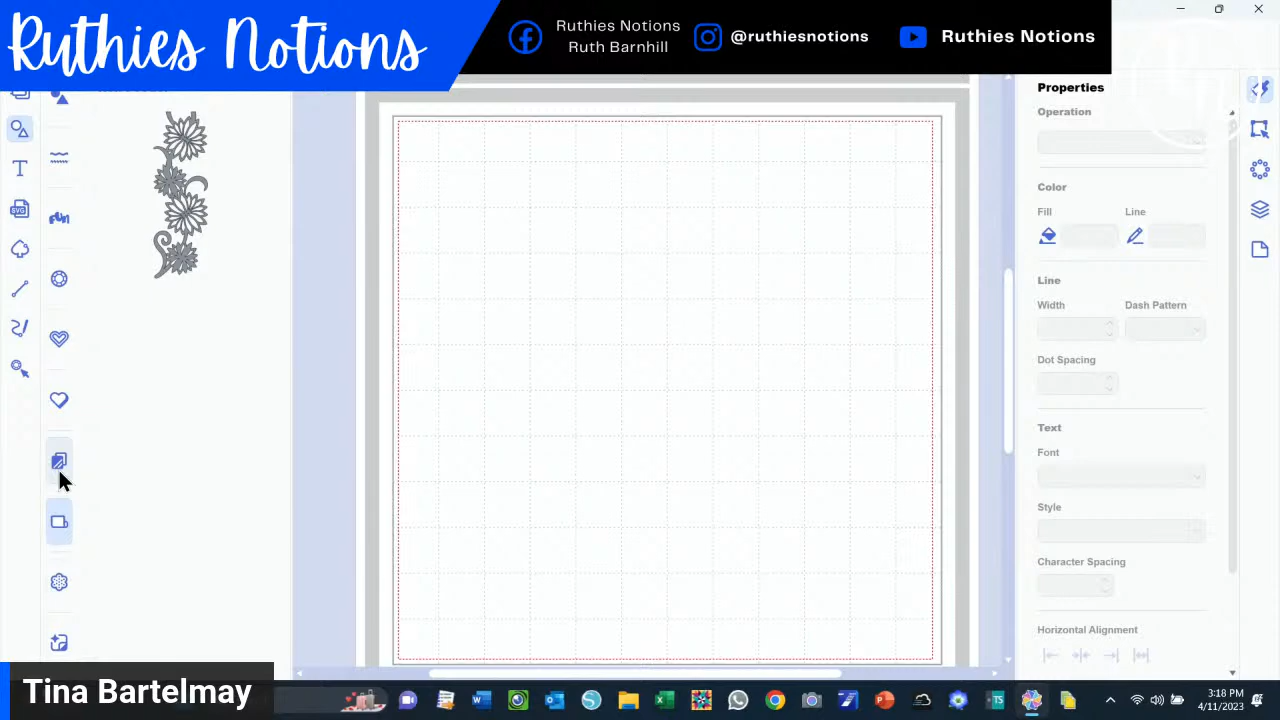 Ruthies Notions
Ruthies Notions
Ruth Barnhill
@ruthiesnotions
Ruthies Notions
Properties
Operation
Color
Fill
Line
Line
Width
Dash Pattern
Dot Spacing
Text
Font
Style
Character Spacing
Horizontal Alignment
T
SVG
Tina Bartelmay
3:18 PM
4/11/2023